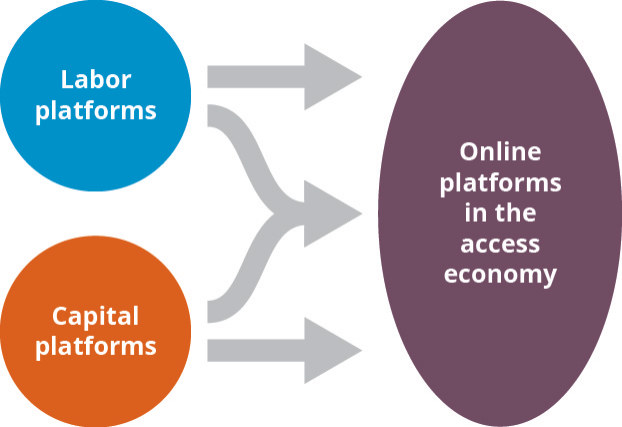 Labor
platforms
Online
platforms
in the
access
economy
Capital
platforms